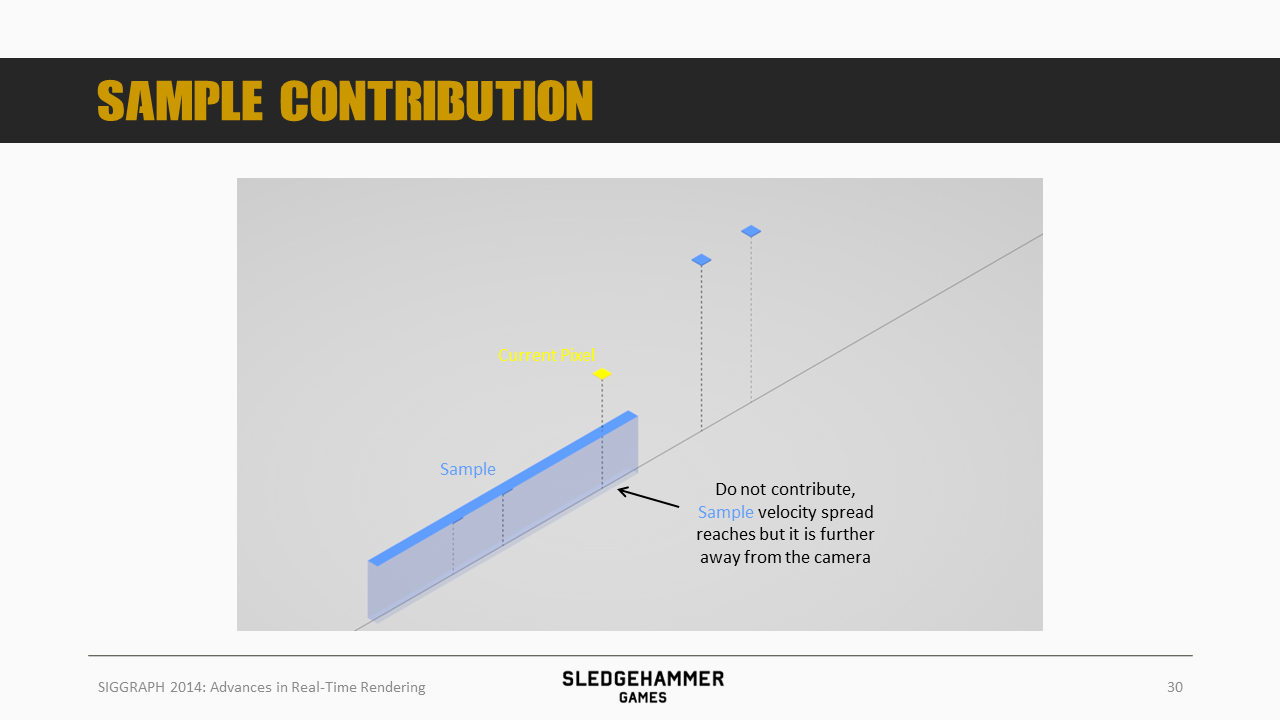 SAMPLE CONTRIBUTION
Current Pixel
Sample
Do not contribute,
Sample velocity spread
reaches but it is further
away from the camera
SIGGRAPH 2014: Advances in Real-Time Rendering
SLEDGEHAMMER
GAMES
30